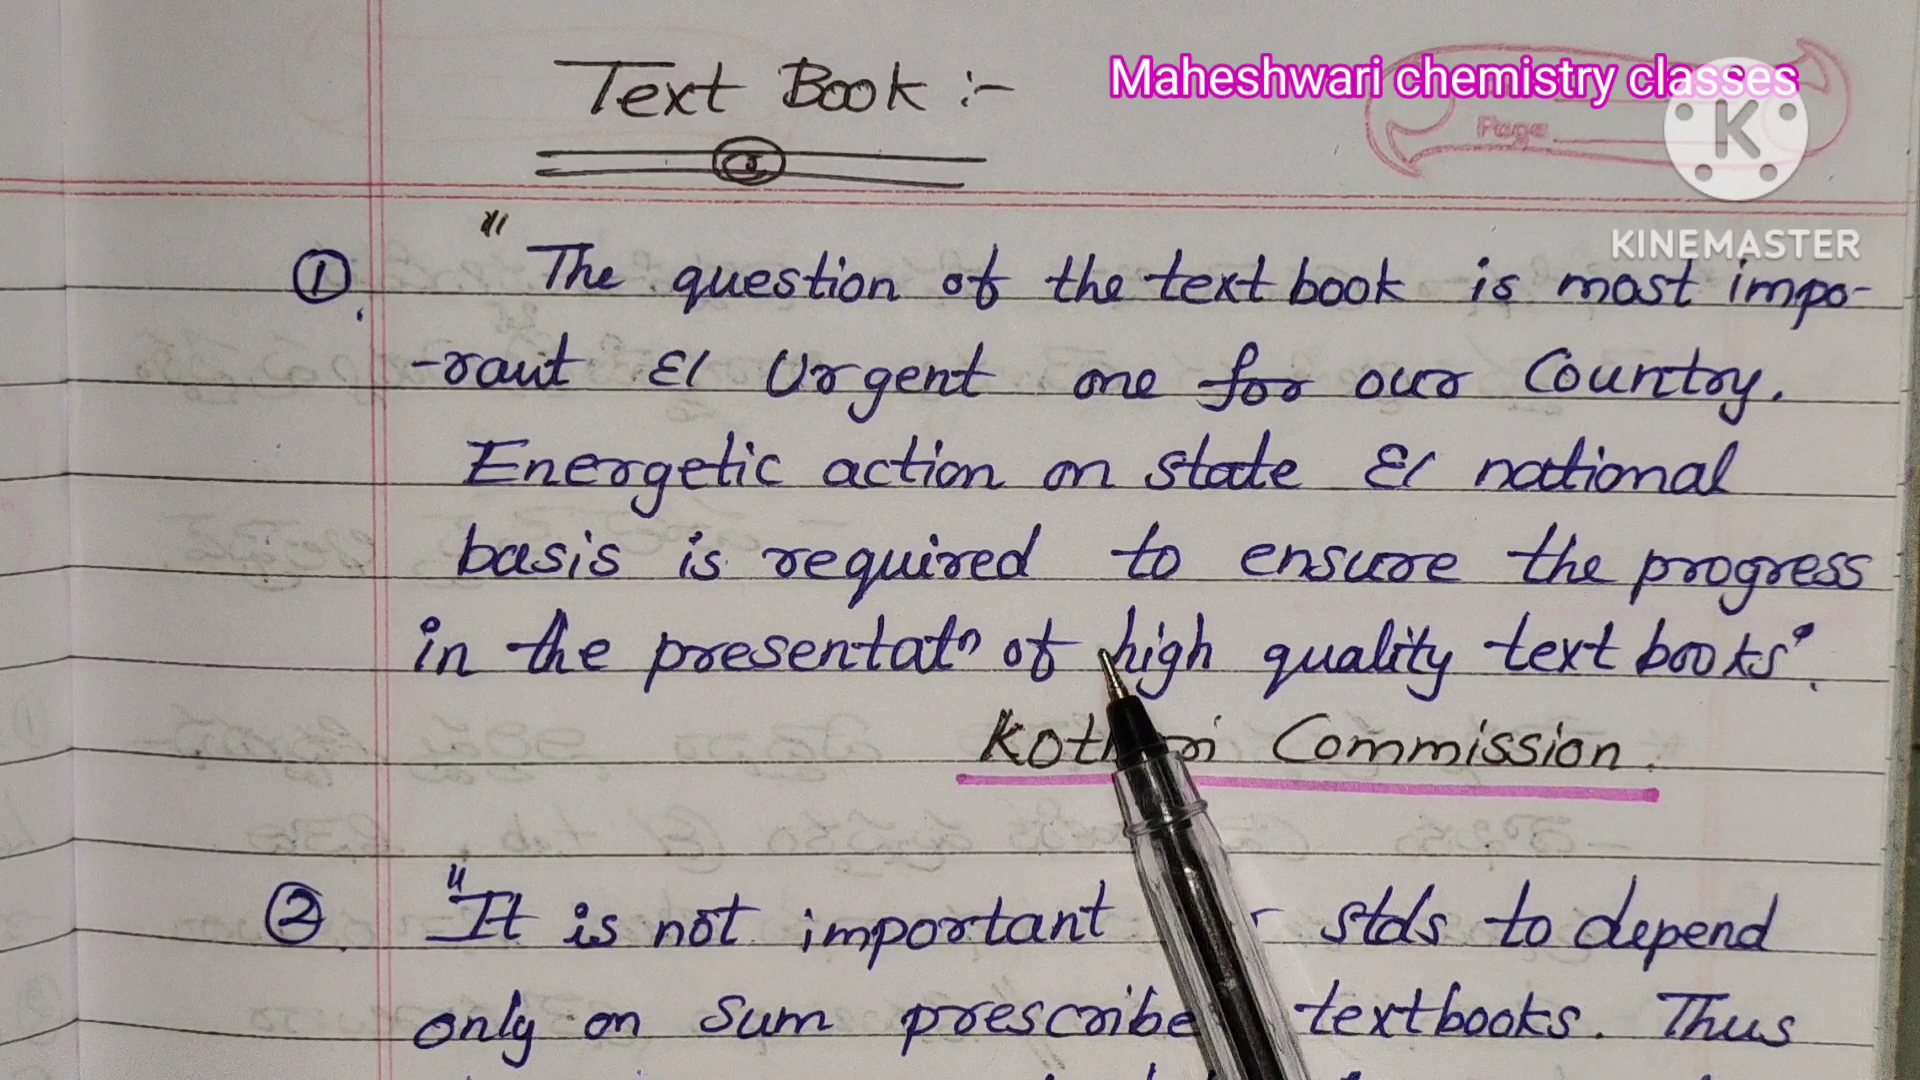 Text Book :-
Maheshwari chemistry classes
Page
KINEMASTER
① "The question of the text book is most impo-
-rant & Urgent one for our Country.
Energetic action on state & national
basis is required to ensure the progress
in the presentatn of high quality text books".
Kothari Commission.
② "It is not important stds to depend
only on sum prescribe textbooks. Thus